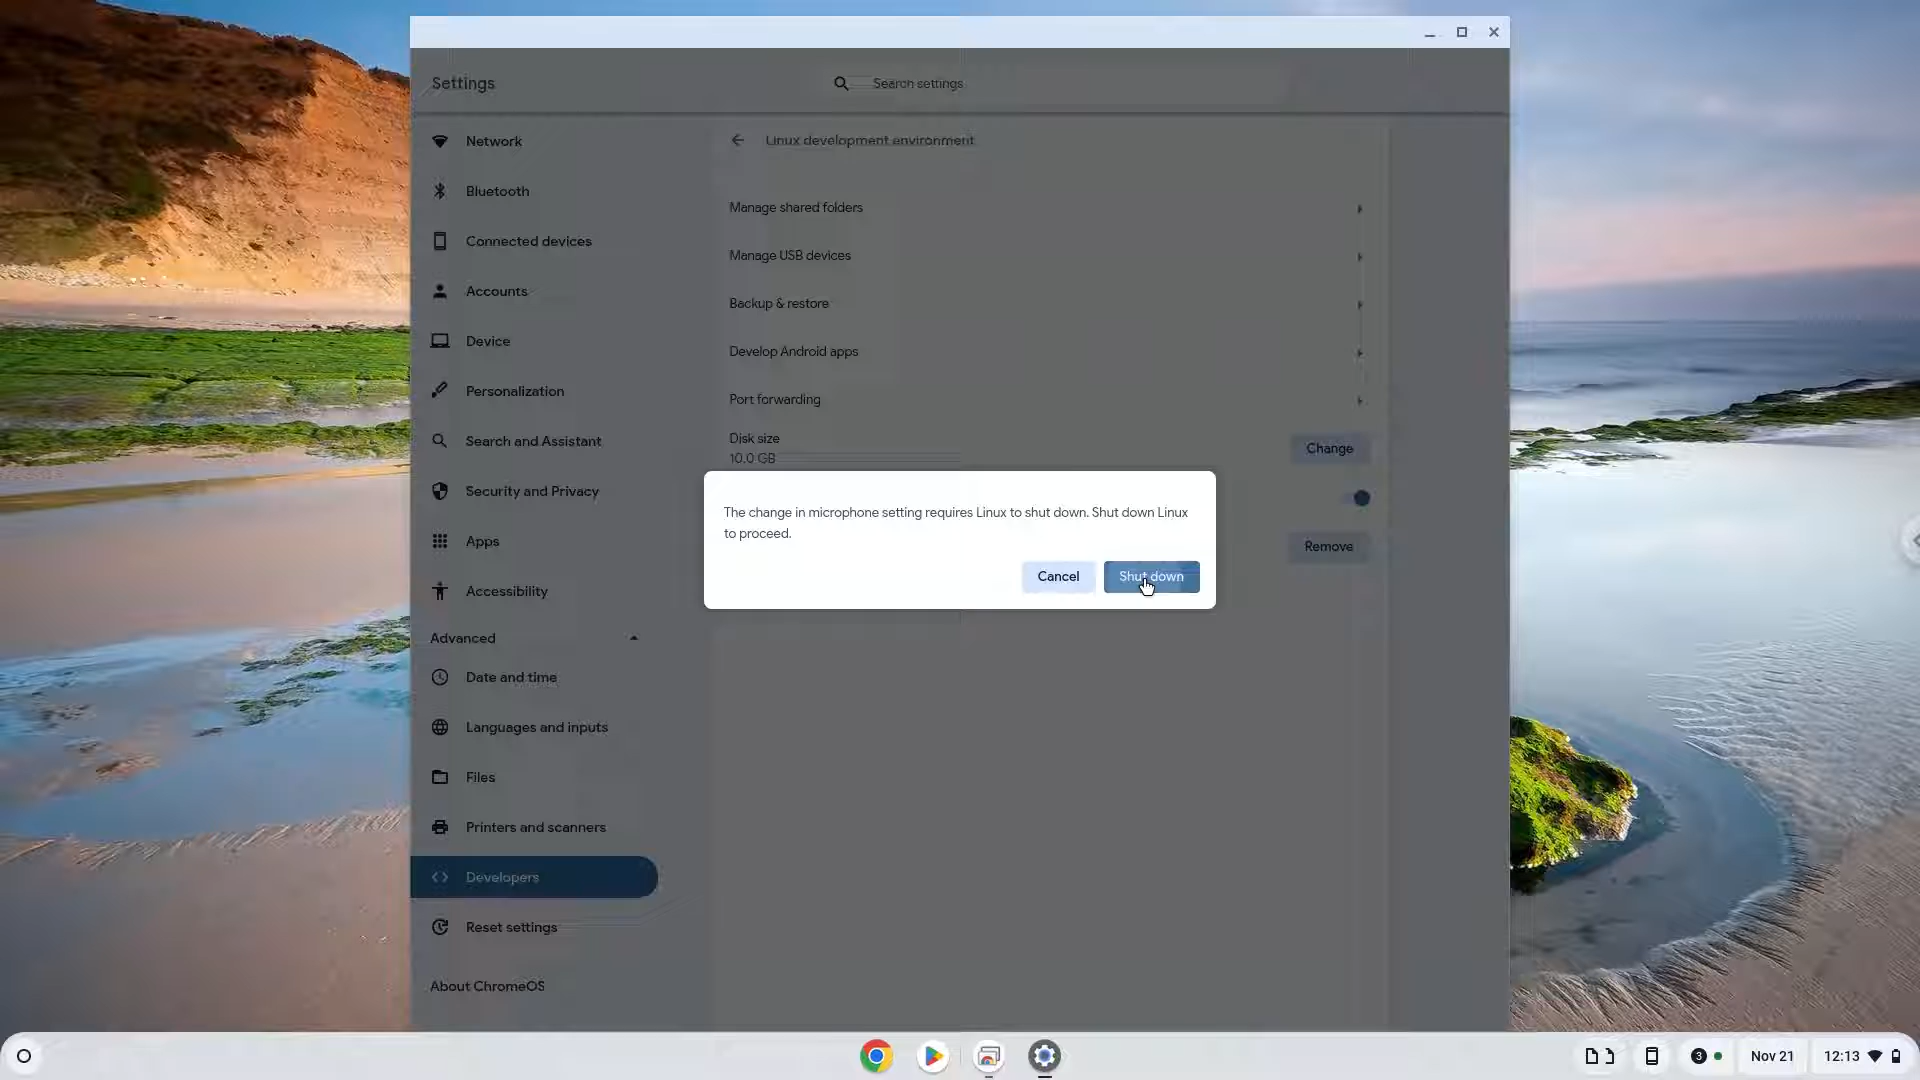 Settings
Search settings
Network
Bluetooth
Connected devices
Accounts
Device
Personalization
Search and Assistant
Security and Privacy
Apps
Accessibility
Advanced
Date and time
Languages and inputs
Files
Printers and scanners
Developers
Reset settings
About ChromeOS
Linux development environment
Manage shared folders
Manage USB devices
Backup & restore
Develop Android apps
Port forwarding
Disk size
10.0 GB
Change
Remove
The change in microphone setting requires Linux to shut down. Shut down Linux
to proceed.
Cancel
Shut down
3
Nov 21
12:13